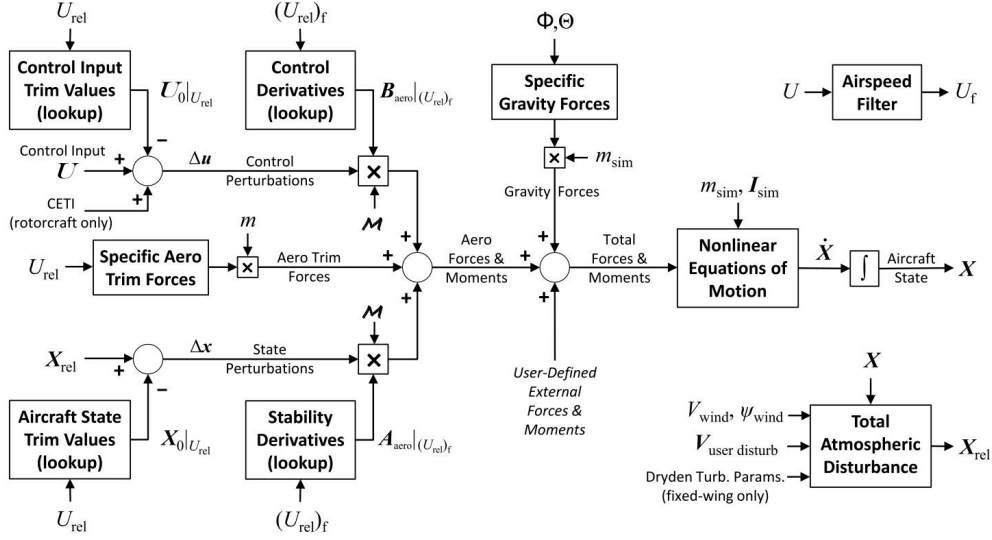 U_rel
Control Input
Trim Values
(lookup)
U_0|_{U_rel}
−
Control Input
U
+
CETI
(rotorcraft only)
+
Δu
Control
Perturbations
(U_rel)_f
Control
Derivatives
(lookup)
B_aero|_{(U_rel)_f}
×
M
U_rel
Specific Aero
Trim Forces
m
×
Aero Trim
Forces
+
+
+
Aero
Forces &
Moments
Φ,Θ
Specific
Gravity Forces
×
m_sim
Gravity Forces
+
+
+
Total
Forces &
Moments
User-Defined
External
Forces &
Moments
m_sim, I_sim
Nonlinear
Equations of
Motion
Ẋ
∫
Aircraft
State
X
U
Airspeed
Filter
U_f
X_rel
+
−
Δx
State
Perturbations
M
×
Aircraft State
Trim Values
(lookup)
X_0|_{U_rel}
U_rel
Stability
Derivatives
(lookup)
A_aero|_{(U_rel)_f}
(U_rel)_f
X
V_wind, ψ_wind
V_user disturb
Dryden Turb. Params.
(fixed-wing only)
Total
Atmospheric
Disturbance
X_rel